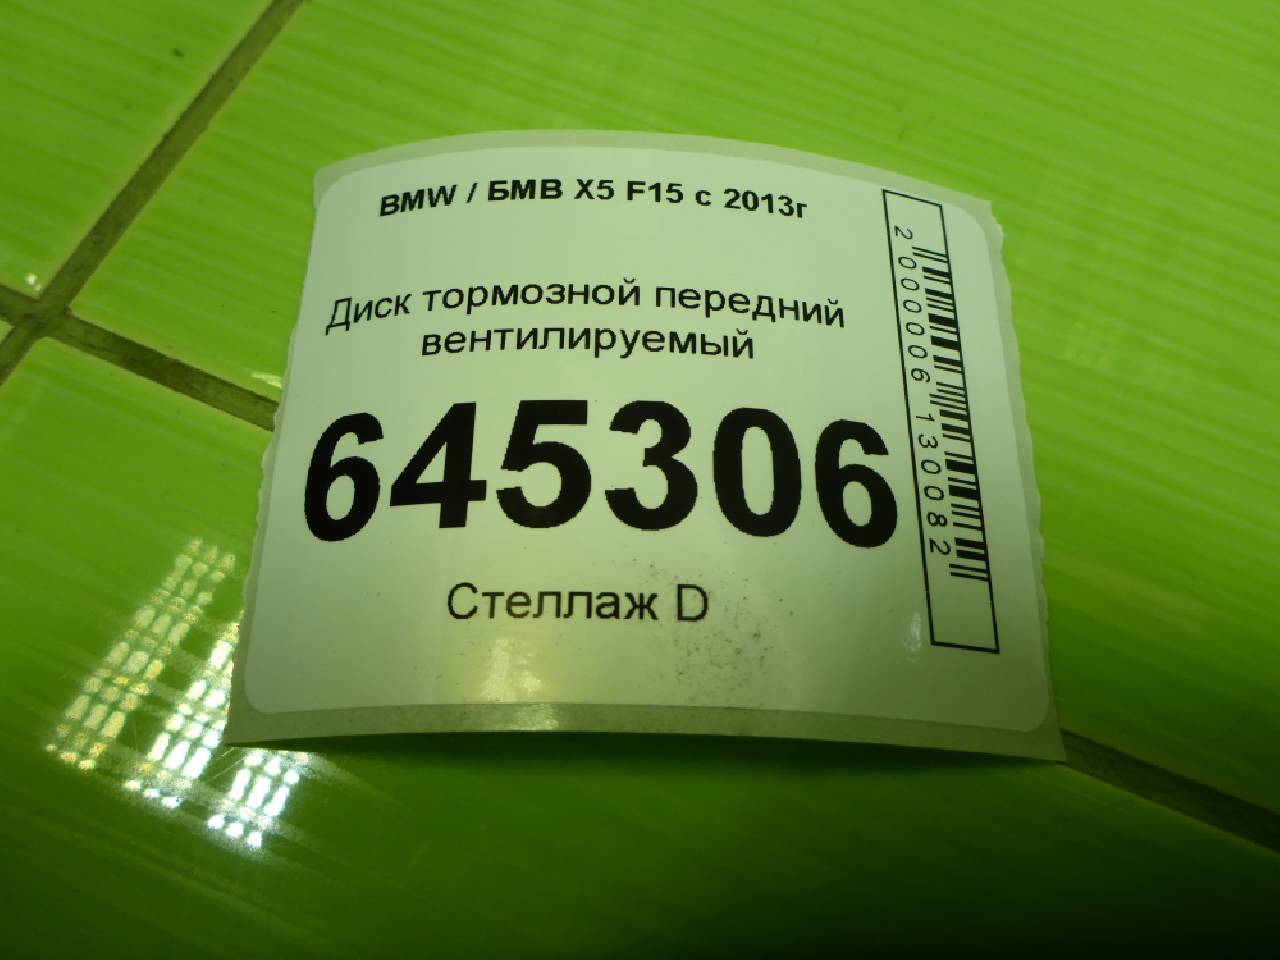 BMW / БМВ X5 F15 с 2013г
Диск тормозной передний
вентилируемый
645306
Стеллаж D
2000006130082